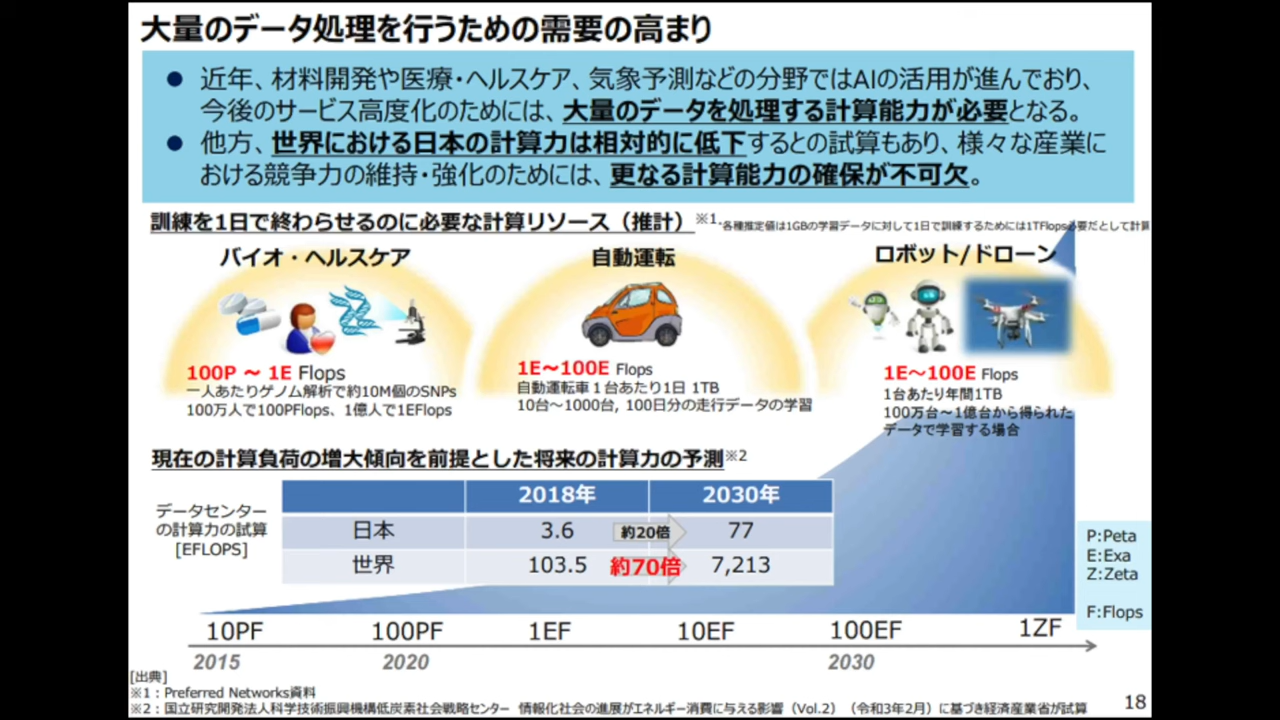 大量のデータ処理を行うための需要の高まり
● 近年、材料開発や医療・ヘルスケア、気象予測などの分野ではAIの活用が進んでおり、
今後のサービス高度化のためには、大量のデータを処理する計算能力が必要となる。
● 他方、世界における日本の計算力は相対的に低下するとの試算もあり、様々な産業に
おける競争力の維持・強化のためには、更なる計算能力の確保が不可欠。
訓練を1日で終わらせるのに必要な計算リソース（推計）※1 各種推定値は1GBの学習データに対して1日で訓練するためには1TFlops必要だとして計算
バイオ・ヘルスケア
100P ～ 1E Flops
一人あたりゲノム解析で約10M個のSNPs
100万人で100PFlops、1億人で1EFlops
自動運転
1E～100E Flops
自動運転車１台あたり1日 1TB
10台～1000台, 100日分の走行データの学習
ロボット/ドローン
1E～100E Flops
1台あたり年間1TB
100万台～1億台から得られた
データで学習する場合
現在の計算負荷の増大傾向を前提とした将来の計算力の予測※2
データセンター
の計算力の試算
[EFLOPS]
2018年 2030年
日本 3.6 約20倍 77
世界 103.5 約70倍 7,213
P:Peta
E:Exa
Z:Zeta
F:Flops
10PF 100PF 1EF 10EF 100EF 1ZF
2015 2020 2030
[出典]
※1：Preferred Networks資料
※2：国立研究開発法人科学技術振興機構低炭素社会戦略センター 情報化社会の進展がエネルギー消費に与える影響（Vol.2）（令和3年2月）に基づき経済産業省が試算
18